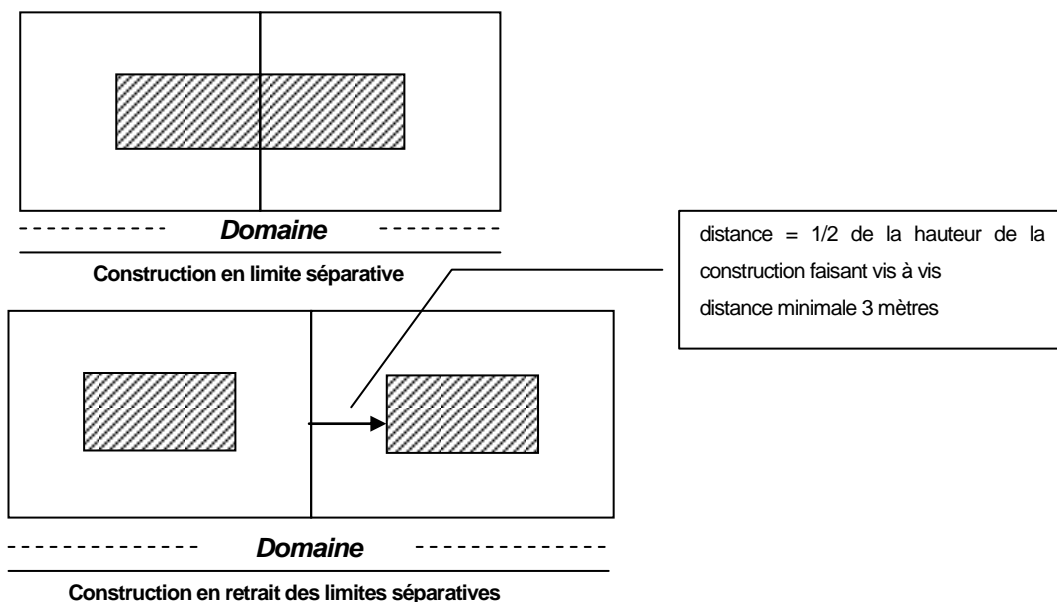 Domaine
Construction en limite séparative
distance = 1/2 de la hauteur de la
construction faisant vis à vis
distance minimale 3 mètres
Domaine
Construction en retrait des limites séparatives